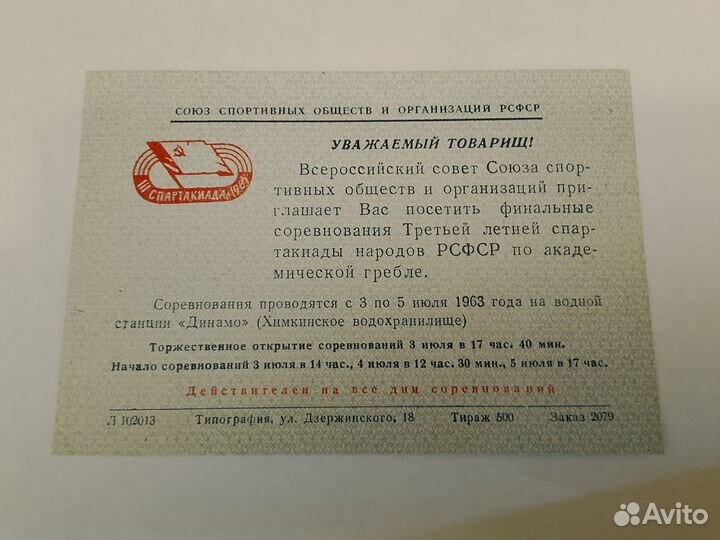 СОЮЗ СПОРТИВНЫХ ОБЩЕСТВ И ОРГАНИЗАЦИЙ РСФСР
III СПАРТАКИАДА 1963
УВАЖАЕМЫЙ ТОВАРИЩ!
Всероссийский совет Союза спор-
тивных обществ и организаций при-
глашает Вас посетить финальные
соревнования Третьей летней спар-
такиады народов РСФСР по акаде-
мической гребле.
Соревнования проводятся с 3 по 5 июля 1963 года на водной
станции «Динамо» (Химкинское водохранилище)
Торжественное открытие соревнований 3 июля в 17 час. 40 мин.
Начало соревнований 3 июля в 14 час., 4 июля в 12 час. 30 мин., 5 июля в 17 час.
Действителен на все дни соревнований
Л 102013 Типография, ул. Дзержинского, 18 Тираж 500 Заказ 2079
Avito